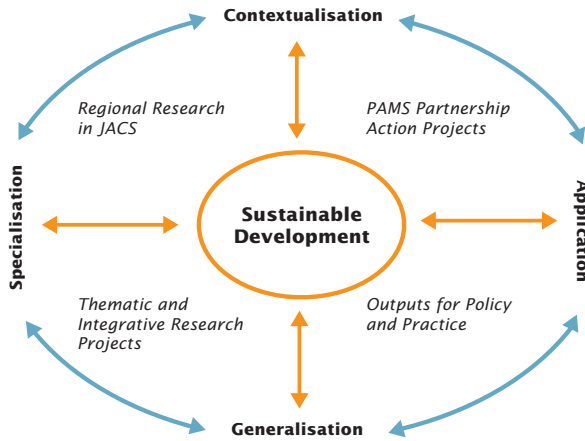 Contextualisation
Regional Research
in JACS
PAMS Partnership
Action Projects
Specialisation
Sustainable
Development
Application
Thematic and
Integrative Research
Projects
Outputs for Policy
and Practice
Generalisation